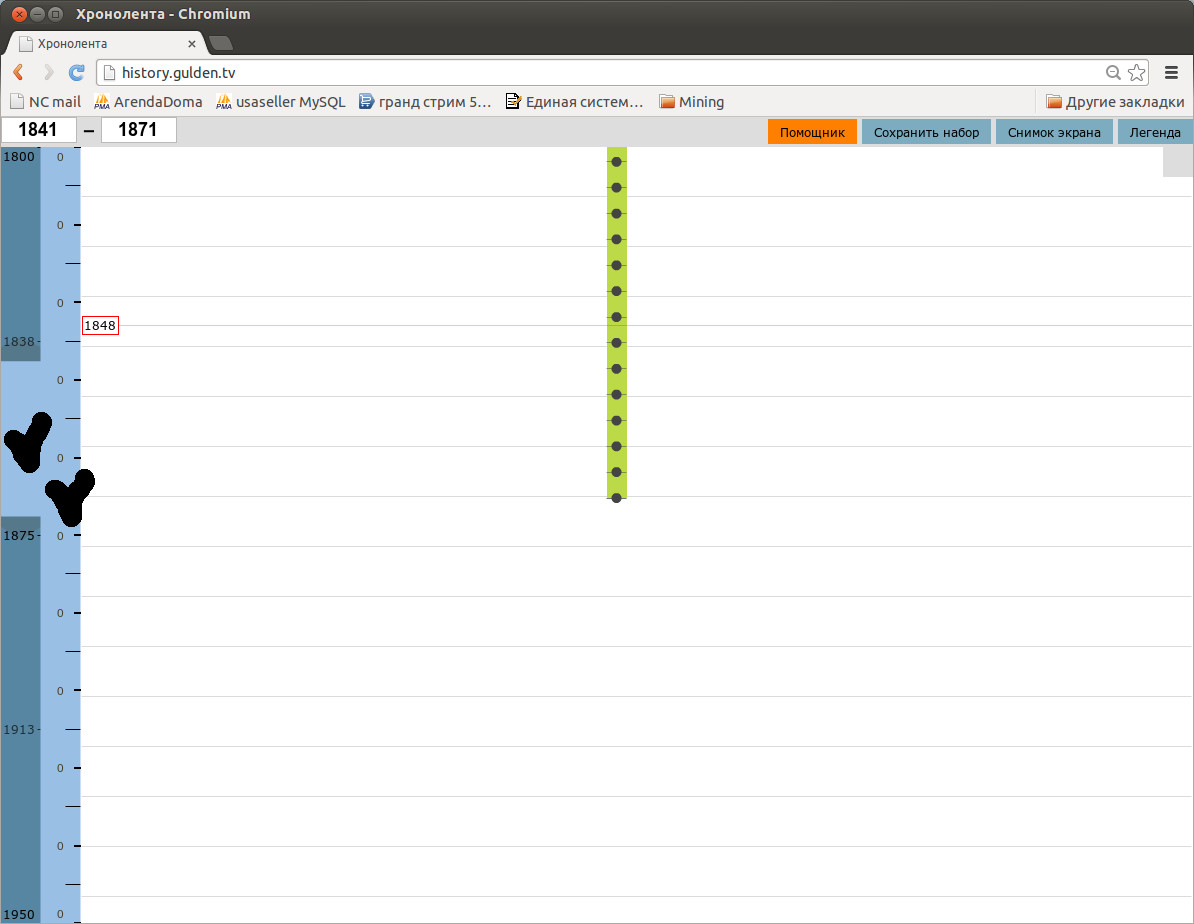 Хронолента - Chromium
Хронолента
history.gulden.tv
NC mail ArendaDoma usaseller MySQL гранд стрим 5... Единая систем... Mining Другие закладки
1841 – 1871 Помощник Сохранить набор Снимок экрана Легенда
1800 0
0
0
1848
1838 -
0
0
1875 - 0
0
0
1913 -
0
0
1950 0